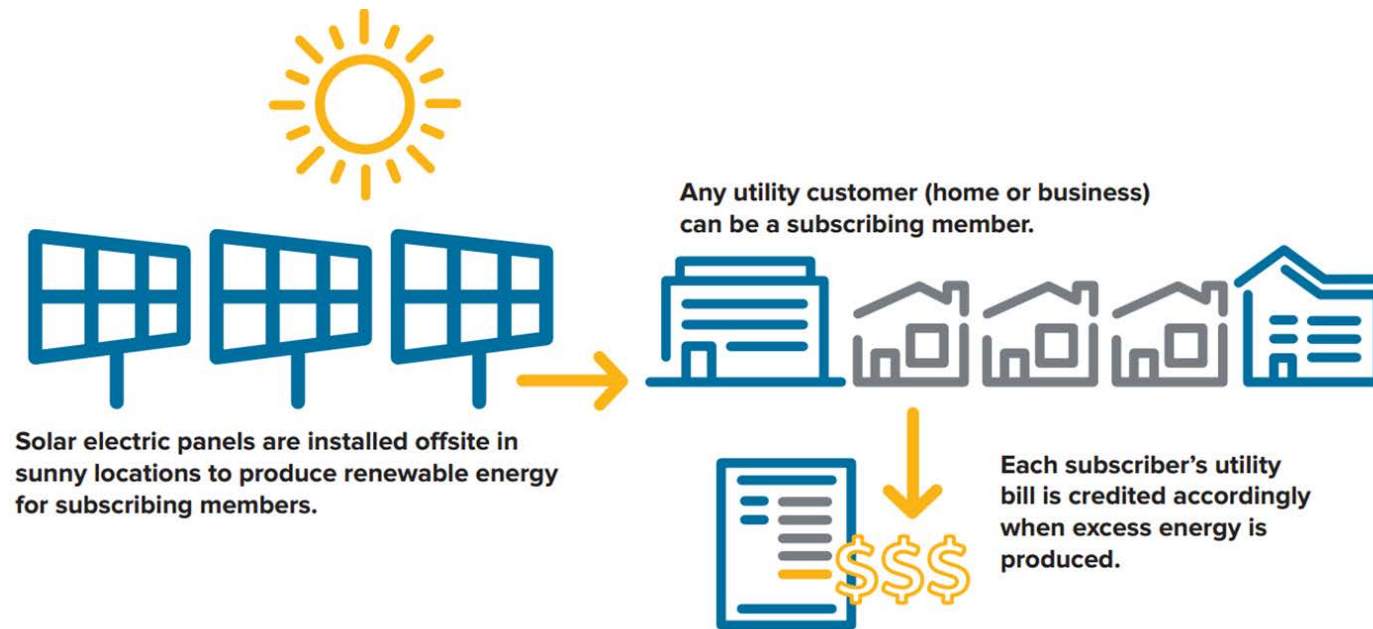 Any utility customer (home or business)
can be a subscribing member.
Solar electric panels are installed offsite in
sunny locations to produce renewable energy
for subscribing members.
Each subscriber’s utility
bill is credited accordingly
when excess energy is
produced.
$$$